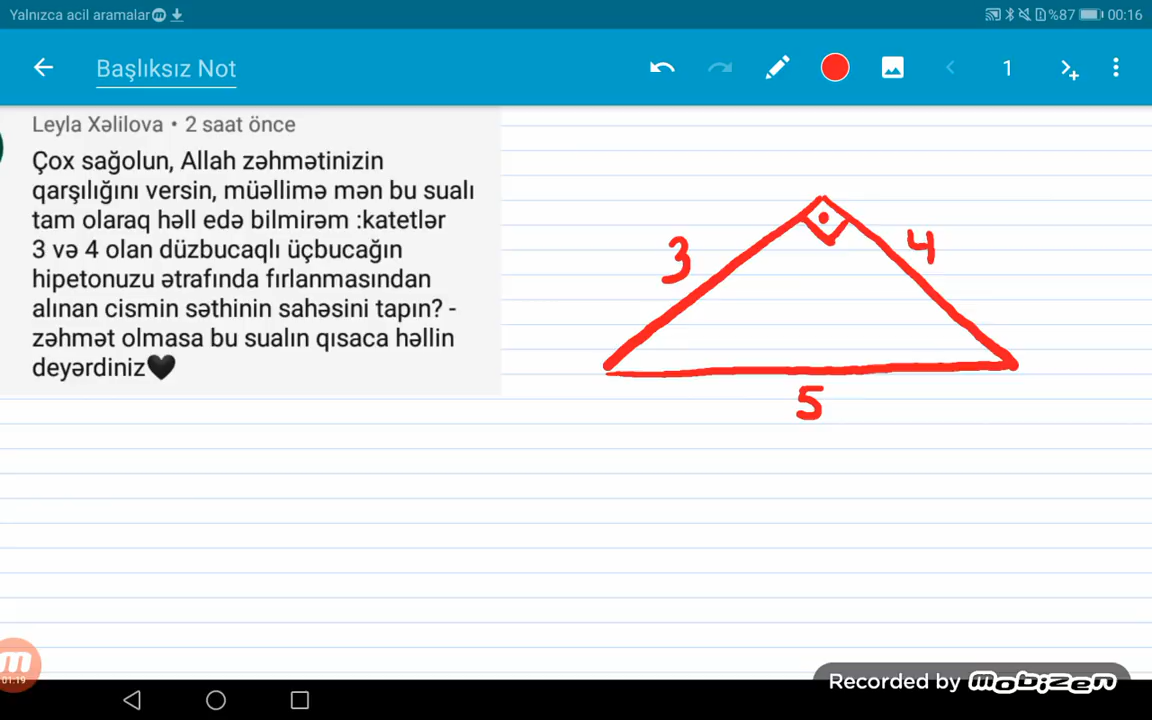 Yalnızca acil aramalar
%87 00:16
Başlıksız Not
1
Leyla Xəlilova • 2 saat önce
Çox sağolun, Allah zəhmətinizin
qarşılığını versin, müəllimə mən bu sualı
tam olaraq həll edə bilmirəm :katetlər
3 və 4 olan düzbucaqlı üçbucağın
hipetonuzu ətrafında fırlanmasından
alınan cismin səthinin sahəsini tapın? -
zəhmət olmasa bu sualın qısaca həllin
deyərdiniz🖤
3
4
5
m
01:19
Recorded by mobizen